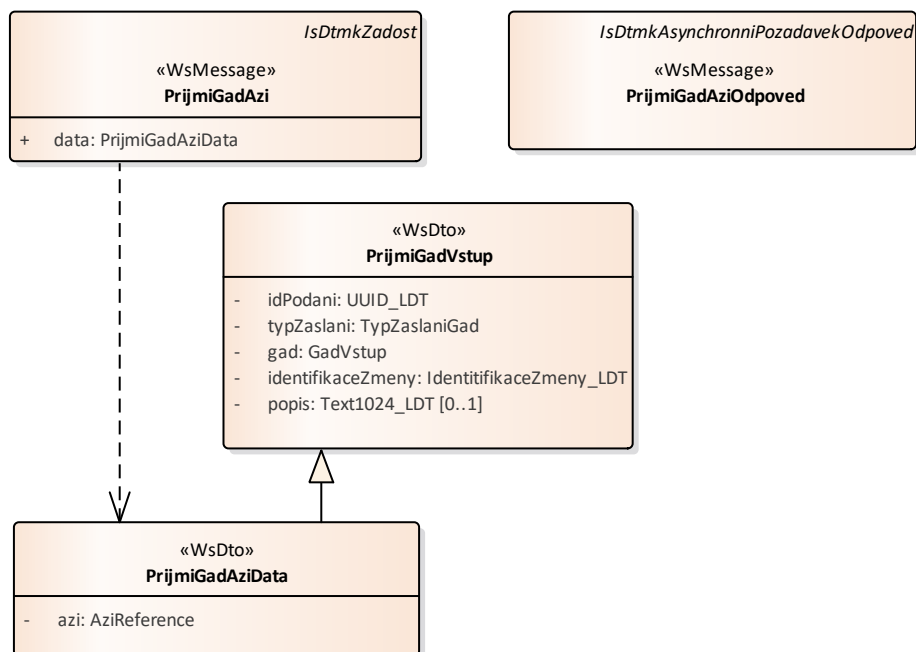 IsDtmkZadost
«WsMessage»
PrijmiGadAzi
+ data: PrijmiGadAziData
IsDtmkAsynchronniPozadavekOdpoved
«WsMessage»
PrijmiGadAziOdpoved
«WsDto»
PrijmiGadVstup
- idPodani: UUID_LDT
- typZaslani: TypZaslaniGad
- gad: GadVstup
- identifikaceZmeny: IdentitifikaceZmeny_LDT
- popis: Text1024_LDT [0..1]
«WsDto»
PrijmiGadAziData
- azi: AziReference